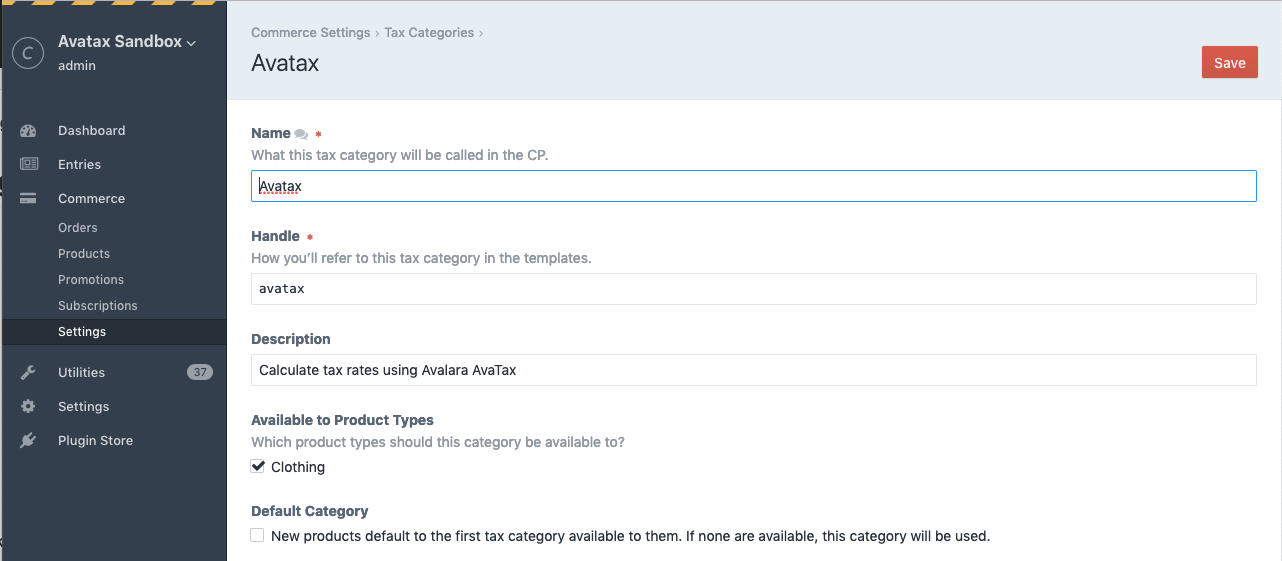 C
Avatax Sandbox
admin
Dashboard
Entries
Commerce
Orders
Products
Promotions
Subscriptions
Settings
Utilities 37
Settings
Plugin Store
Commerce Settings › Tax Categories ›
Avatax
Save
Name *
What this tax category will be called in the CP.
Avatax
Handle *
How you’ll refer to this tax category in the templates.
avatax
Description
Calculate tax rates using Avalara AvaTax
Available to Product Types
Which product types should this category be available to?
Clothing
Default Category
New products default to the first tax category available to them. If none are available, this category will be used.